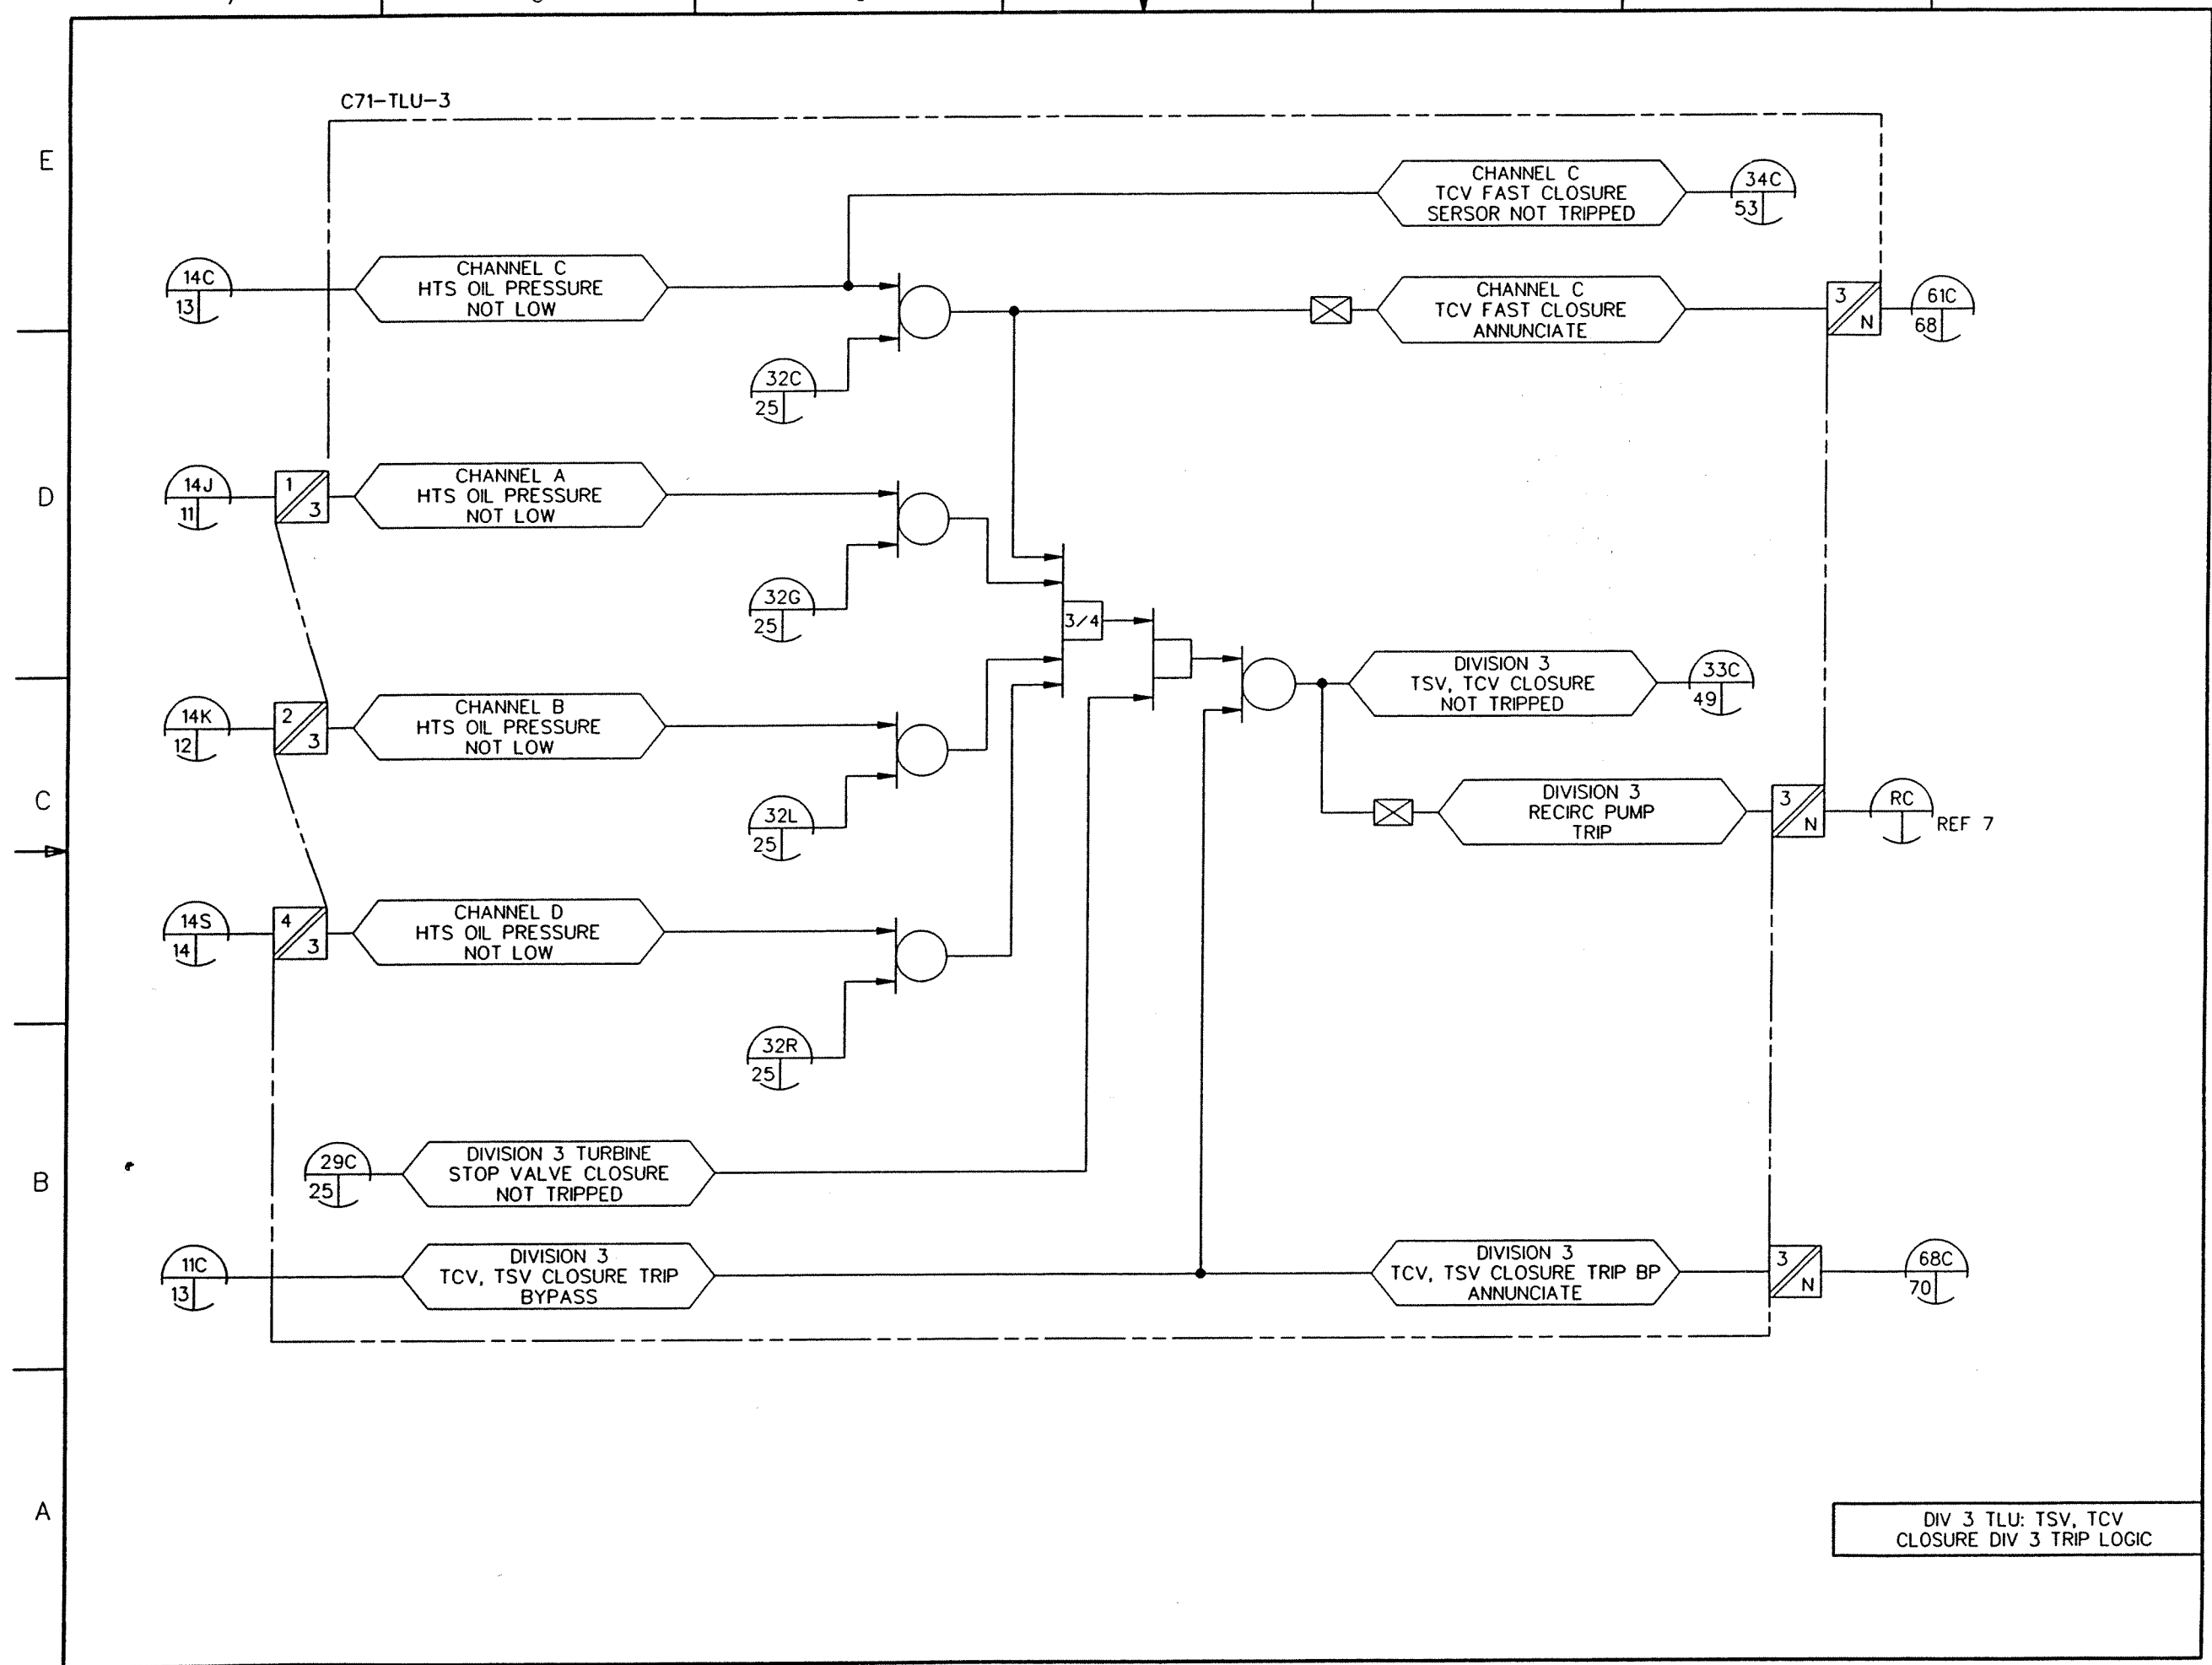 C71-TLU-3
E
CHANNEL C
TCV FAST CLOSURE
SERSOR NOT TRIPPED
34C
53
14C
13
CHANNEL C
HTS OIL PRESSURE
NOT LOW
CHANNEL C
TCV FAST CLOSURE
ANNUNCIATE
3
N
61C
68
32C
25
D
14J
11
1
3
CHANNEL A
HTS OIL PRESSURE
NOT LOW
32G
25
3/4
14K
12
2
3
CHANNEL B
HTS OIL PRESSURE
NOT LOW
DIVISION 3
TSV, TCV CLOSURE
NOT TRIPPED
33C
49
C
32L
25
DIVISION 3
RECIRC PUMP
TRIP
3
N
RC
REF 7
14S
14
4
3
CHANNEL D
HTS OIL PRESSURE
NOT LOW
32R
25
B
29C
25
DIVISION 3 TURBINE
STOP VALVE CLOSURE
NOT TRIPPED
11C
13
DIVISION 3
TCV, TSV CLOSURE TRIP
BYPASS
DIVISION 3
TCV, TSV CLOSURE TRIP BP
ANNUNCIATE
3
N
68C
70
A
DIV 3 TLU: TSV, TCV
CLOSURE DIV 3 TRIP LOGIC